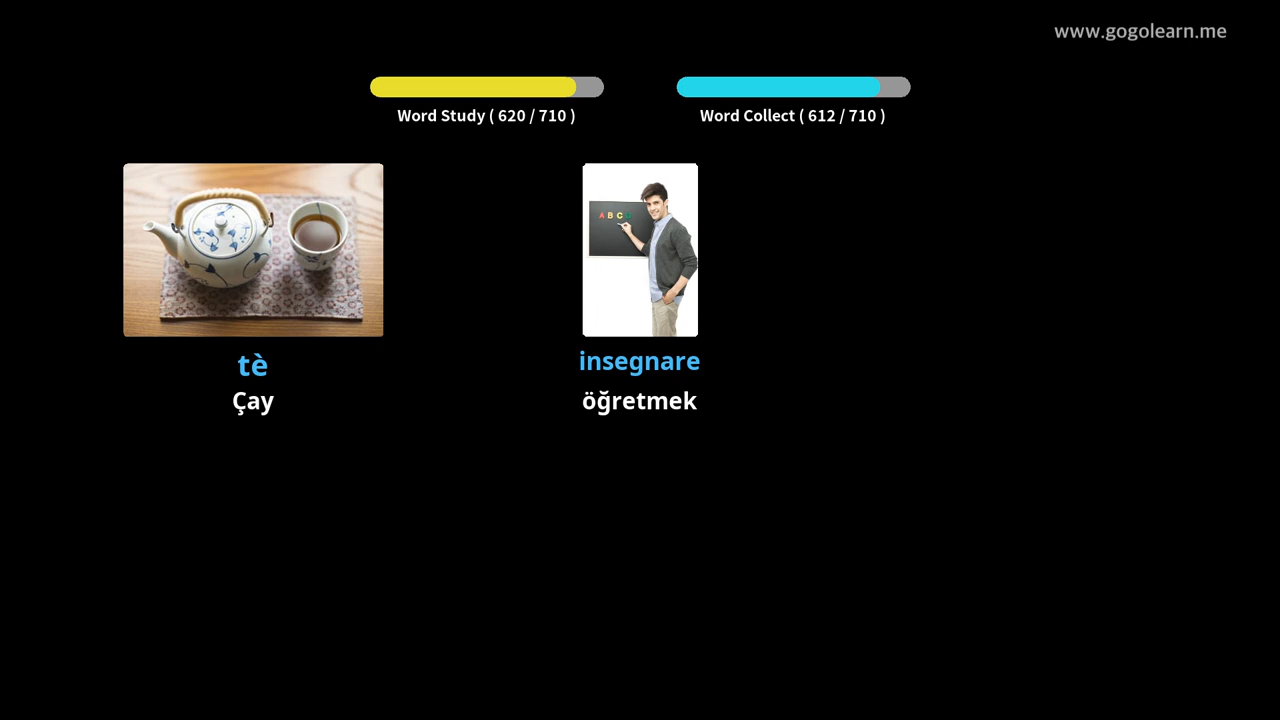 www.gogolearn.me
Word Study ( 620 / 710 )
Word Collect ( 612 / 710 )
A B C D
tè
Çay
insegnare
öğretmek